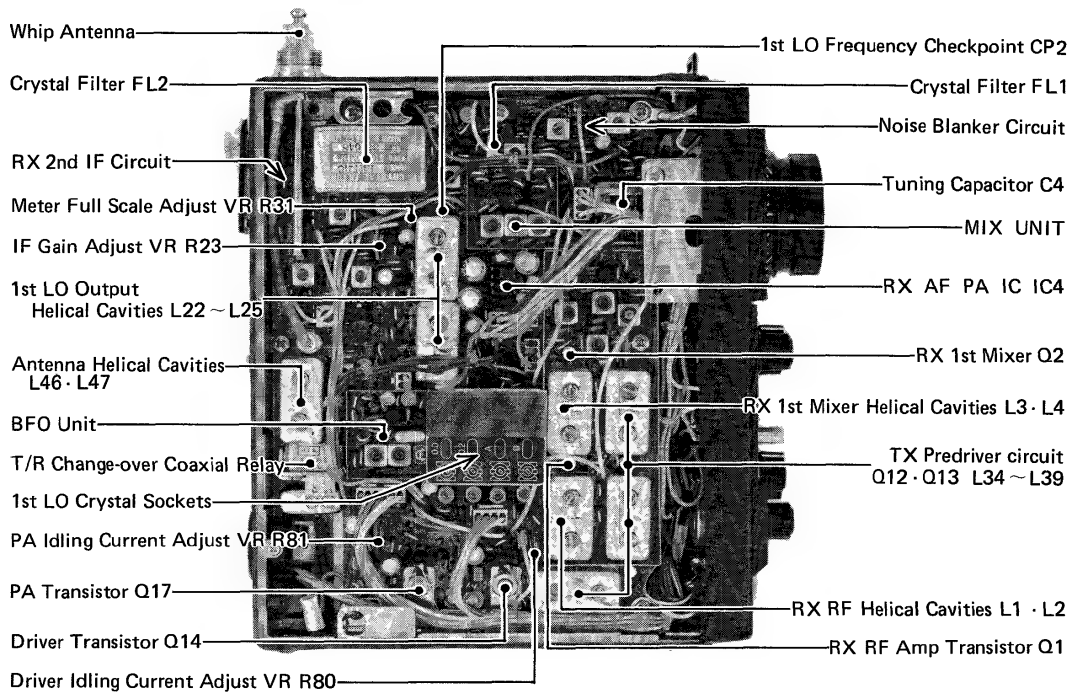 Whip Antenna
Crystal Filter FL2
RX 2nd IF Circuit
Meter Full Scale Adjust VR R31
IF Gain Adjust VR R23
1st LO Output
Helical Cavities L22~L25
Antenna Helical Cavities
L46·L47
BFO Unit
T/R Change-over Coaxial Relay
1st LO Crystal Sockets
PA Idling Current Adjust VR R81
PA Transistor Q17
Driver Transistor Q14
Driver Idling Current Adjust VR R80
1st LO Frequency Checkpoint CP2
Crystal Filter FL1
Noise Blanker Circuit
Tuning Capacitor C4
MIX UNIT
RX AF PA IC IC4
RX 1st Mixer Q2
RX 1st Mixer Helical Cavities L3·L4
TX Predriver circuit
Q12·Q13 L34~L39
RX RF Helical Cavities L1·L2
RX RF Amp Transistor Q1